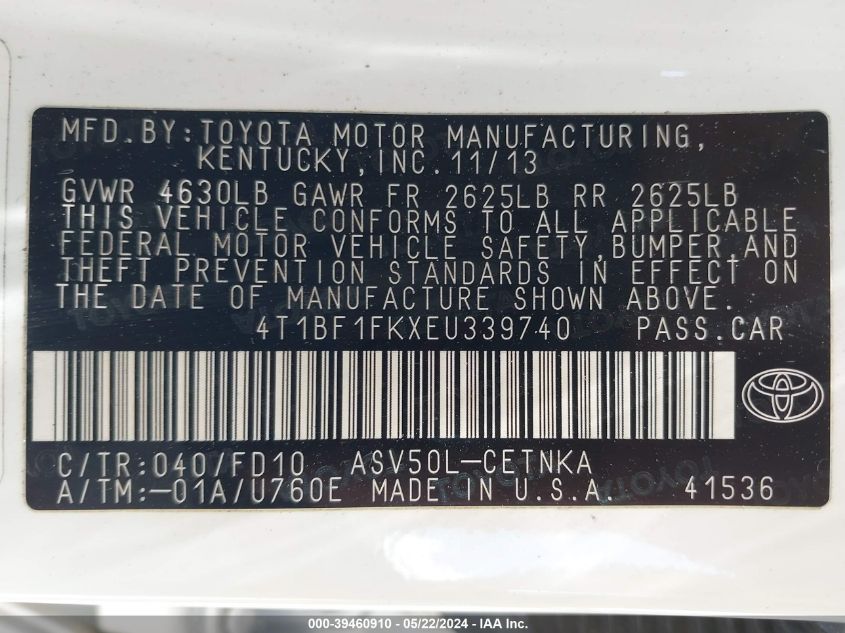 MFD.BY:TOYOTA MOTOR MANUFACTURING,
KENTUCKY,INC.11/13
GVWR 4630LB GAWR FR 2625LB RR 2625LB
THIS VEHICLE CONFORMS TO ALL APPLICABLE
FEDERAL MOTOR VEHICLE SAFETY,BUMPER,AND
THEFT PREVENTION STANDARDS IN EFFECT ON
THE DATE OF MANUFACTURE SHOWN ABOVE.
4T1BF1FKXEU339740 PASS.CAR
C/TR:040/FD10 ASV50L-CETNKA
A/TM:-01A/U760E MADE IN U.S.A. 41536
000-39460910 - 05/22/2024 - IAA Inc.